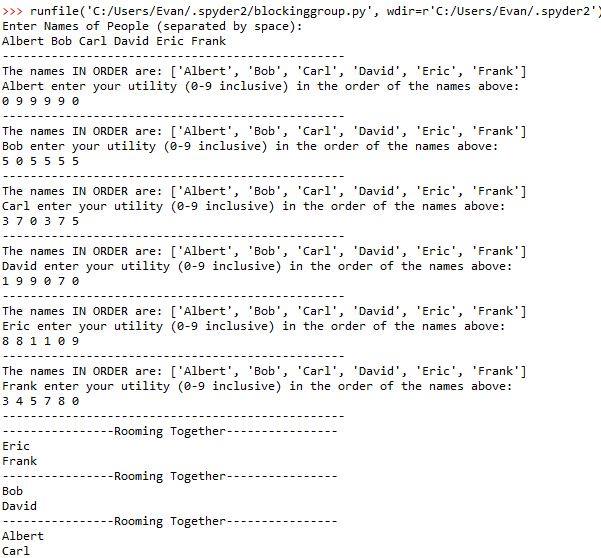 >>> runfile('C:/Users/Evan/.spyder2/blockinggroup.py', wdir=r'C:/Users/Evan/.spyder2')
Enter Names of People (separated by space):
Albert Bob Carl David Eric Frank
----------------------------------------------
The names IN ORDER are: ['Albert', 'Bob', 'Carl', 'David', 'Eric', 'Frank']
Albert enter your utility (0-9 inclusive) in the order of the names above:
0 9 9 9 9 0
----------------------------------------------
The names IN ORDER are: ['Albert', 'Bob', 'Carl', 'David', 'Eric', 'Frank']
Bob enter your utility (0-9 inclusive) in the order of the names above:
5 0 5 5 5 5
----------------------------------------------
The names IN ORDER are: ['Albert', 'Bob', 'Carl', 'David', 'Eric', 'Frank']
Carl enter your utility (0-9 inclusive) in the order of the names above:
3 7 0 3 7 5
----------------------------------------------
The names IN ORDER are: ['Albert', 'Bob', 'Carl', 'David', 'Eric', 'Frank']
David enter your utility (0-9 inclusive) in the order of the names above:
1 9 9 0 7 0
----------------------------------------------
The names IN ORDER are: ['Albert', 'Bob', 'Carl', 'David', 'Eric', 'Frank']
Eric enter your utility (0-9 inclusive) in the order of the names above:
8 8 1 1 0 9
----------------------------------------------
The names IN ORDER are: ['Albert', 'Bob', 'Carl', 'David', 'Eric', 'Frank']
Frank enter your utility (0-9 inclusive) in the order of the names above:
3 4 5 7 8 0
----------------------------------------------
---------------Rooming Together---------------
Eric
Frank
---------------Rooming Together---------------
Bob
David
---------------Rooming Together---------------
Albert
Carl